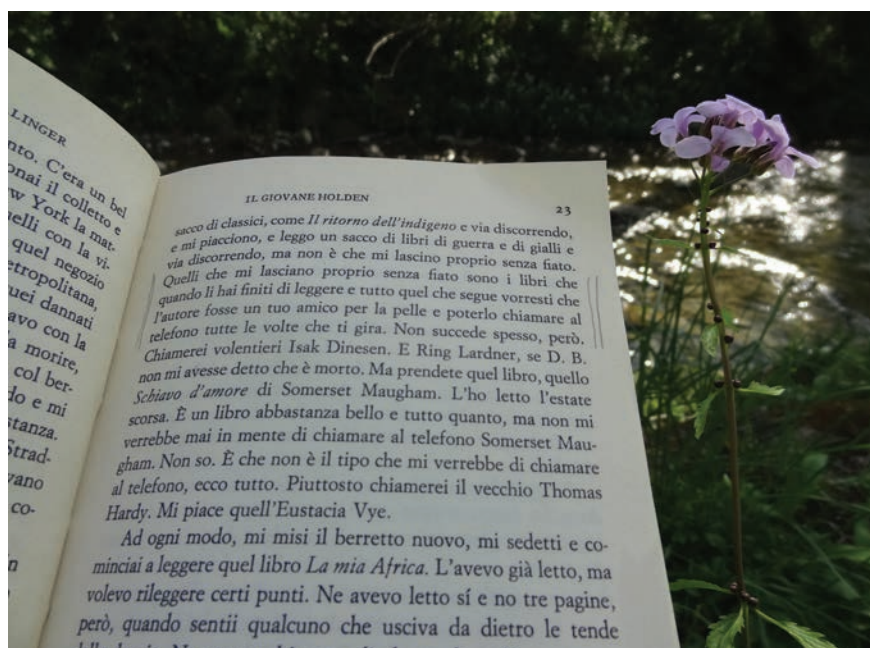 LINGER
nto. C'era un bel
onai il colletto e
w York la mat-
uelli con la vi-
quel negozio
etropolitana,
uei dannati
avo con la
a morire,
col ber-
do e mi
stanza.
Strad-
vano
co-
n
IL GIOVANE HOLDEN
23
sacco di classici, come Il ritorno dell'indigeno e via discorrendo,
e mi piacciono, e leggo un sacco di libri di guerra e di gialli e
via discorrendo, ma non è che mi lascino proprio senza fiato.
Quelli che mi lasciano proprio senza fiato sono i libri che
quando li hai finiti di leggere e tutto quel che segue vorresti che
l'autore fosse un tuo amico per la pelle e poterlo chiamare al
telefono tutte le volte che ti gira. Non succede spesso, però.
Chiamerei volentieri Isak Dinesen. E Ring Lardner, se D. B.
non mi avesse detto che è morto. Ma prendete quel libro, quello
Schiavo d'amore di Somerset Maugham. L'ho letto l'estate
scorsa. È un libro abbastanza bello e tutto quanto, ma non mi
verrebbe mai in mente di chiamare al telefono Somerset Mau-
gham. Non so. È che non è il tipo che mi verrebbe di chiamare
al telefono, ecco tutto. Piuttosto chiamerei il vecchio Thomas
Hardy. Mi piace quell'Eustacia Vye.
Ad ogni modo, mi misi il berretto nuovo, mi sedetti e co-
minciai a leggere quel libro La mia Africa. L'avevo già letto, ma
volevo rileggere certi punti. Ne avevo letto sí e no tre pagine,
però, quando sentii qualcuno che usciva da dietro le tende